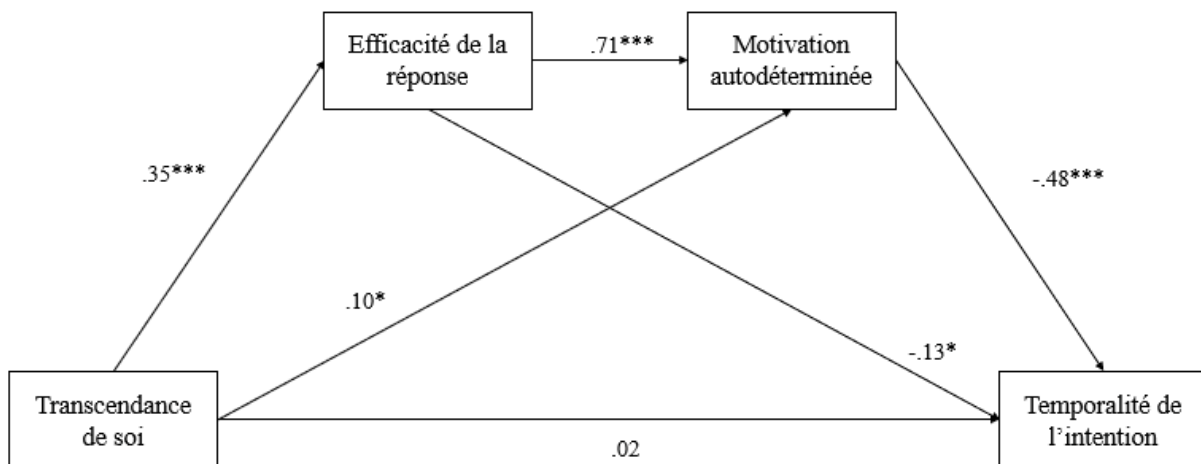 Efficacité de la
réponse
.71***
Motivation
autodéterminée
.35***
-.48***
.10*
-.13*
Transcendance
de soi
.02
Temporalité de
l'intention